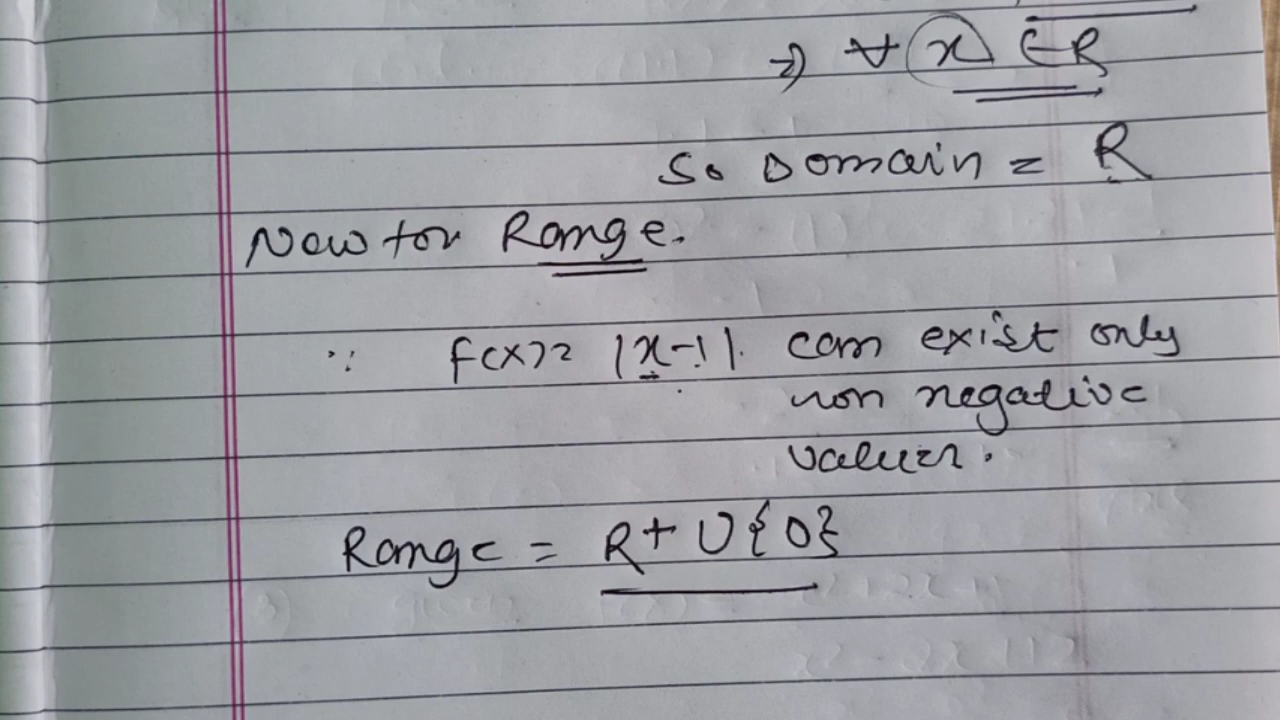 ⇒ ∀ x ∈ R
So Domain = R
Now for Range.
∵ f(x) = |x-1| can exist only
non negative
values.
Range = R+ U {0}